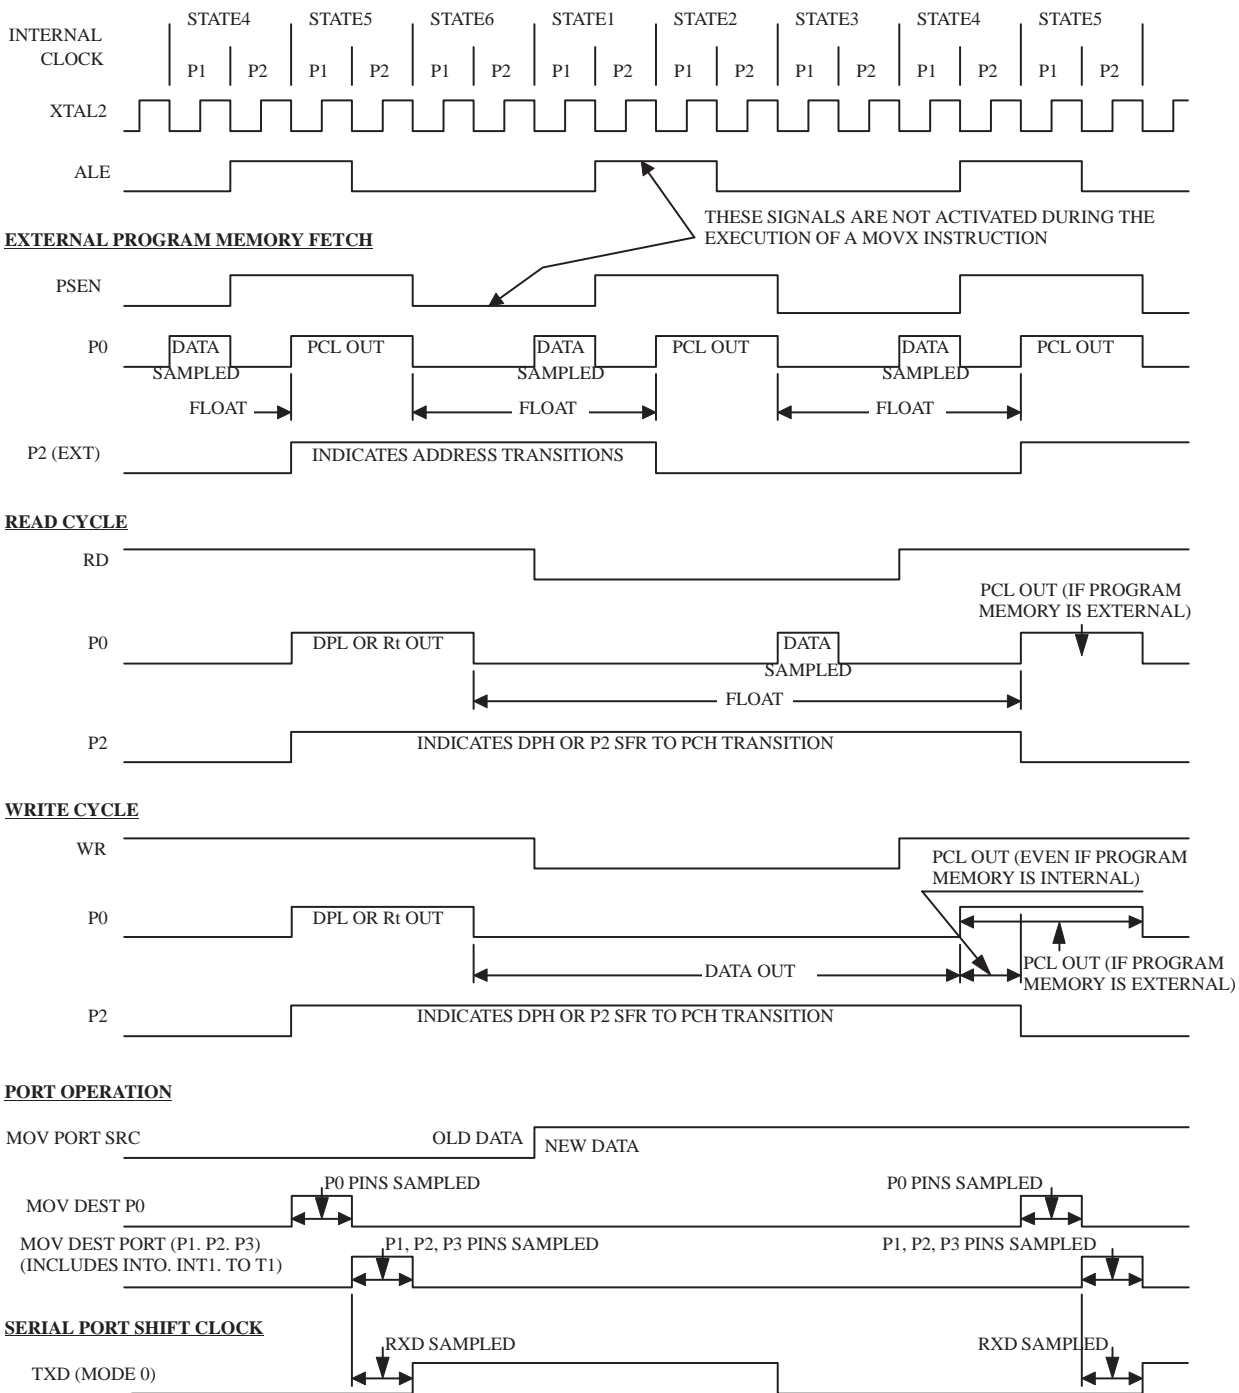 INTERNAL
CLOCK
STATE4 STATE5 STATE6 STATE1 STATE2 STATE3 STATE4 STATE5
P1 P2 P1 P2 P1 P2 P1 P2 P1 P2 P1 P2 P1 P2 P1 P2
XTAL2
ALE
THESE SIGNALS ARE NOT ACTIVATED DURING THE
EXECUTION OF A MOVX INSTRUCTION
EXTERNAL PROGRAM MEMORY FETCH
PSEN
P0
DATA PCL OUT DATA PCL OUT DATA PCL OUT
SAMPLED SAMPLED SAMPLED
FLOAT FLOAT FLOAT
P2 (EXT)
INDICATES ADDRESS TRANSITIONS
READ CYCLE
RD
PCL OUT (IF PROGRAM
MEMORY IS EXTERNAL)
P0
DPL OR Rt OUT DATA
SAMPLED
FLOAT
P2
INDICATES DPH OR P2 SFR TO PCH TRANSITION
WRITE CYCLE
WR
PCL OUT (EVEN IF PROGRAM
MEMORY IS INTERNAL)
P0
DPL OR Rt OUT
DATA OUT
PCL OUT (IF PROGRAM
MEMORY IS EXTERNAL)
P2
INDICATES DPH OR P2 SFR TO PCH TRANSITION
PORT OPERATION
MOV PORT SRC
OLD DATA NEW DATA
P0 PINS SAMPLED P0 PINS SAMPLED
MOV DEST P0
MOV DEST PORT (P1. P2. P3)
(INCLUDES INTO. INT1. TO T1)
P1, P2, P3 PINS SAMPLED P1, P2, P3 PINS SAMPLED
SERIAL PORT SHIFT CLOCK
RXD SAMPLED RXD SAMPLED
TXD (MODE 0)